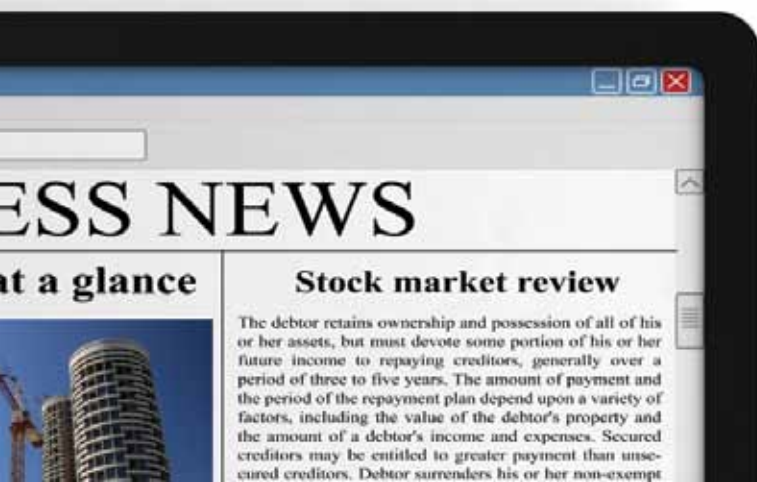 ESS NEWS
at a glance
Stock market review
The debtor retains ownership and possession of all of his
or her assets, but must devote some portion of his or her
future income to repaying creditors, generally over a
period of three to five years. The amount of payment and
the period of the repayment plan depend upon a variety of
factors, including the value of the debtor's property and
the amount of a debtor's income and expenses. Secured
creditors may be entitled to greater payment than unse-
cured creditors. Debtor surrenders his or her non-exempt